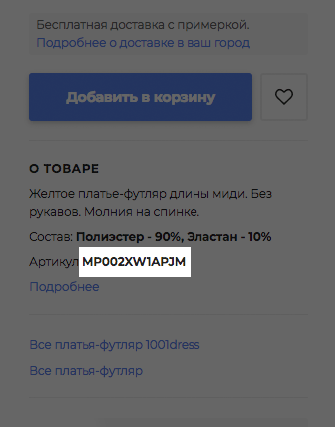 Бесплатная доставка с примеркой.
Подробнее о доставке в ваш город
Добавить в корзину
О ТОВАРЕ
Желтое платье-футляр длины миди. Без
рукавов. Молния на спинке.
Состав: Полиэстер - 90%, Эластан - 10%
Артикул MP002XW1APJM
Подробнее
Все платья-футляр 1001dress
Все платья-футляр